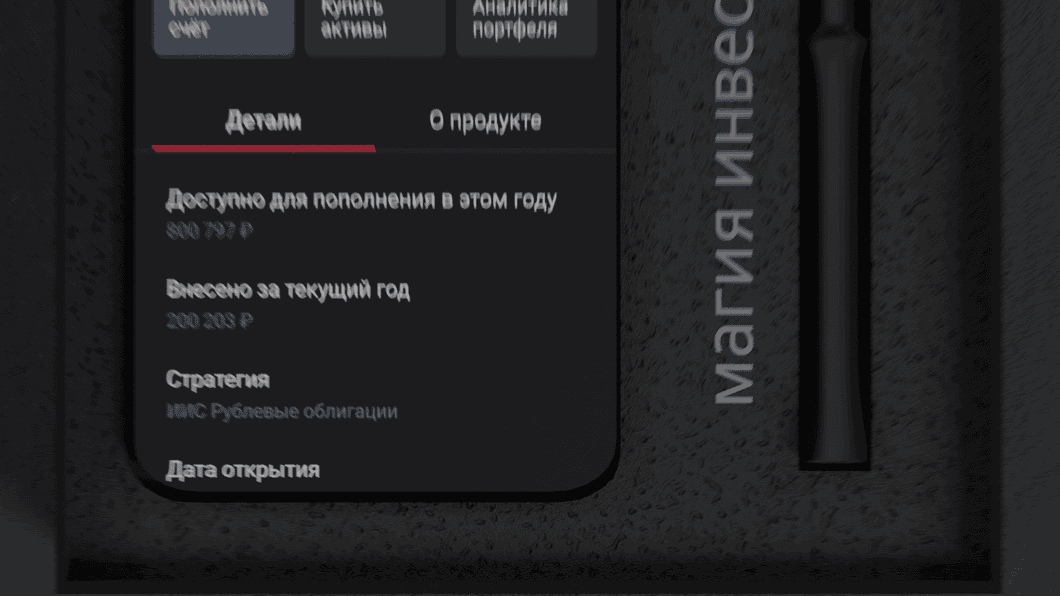 Пополнить
счёт
Купить
активы
Аналитика
портфеля
Детали
О продукте
Доступно для пополнения в этом году
800 797 ₽
Внесено за текущий год
200 203 ₽
Стратегия
ИИС Рублевые облигации
Дата открытия
магия инвес